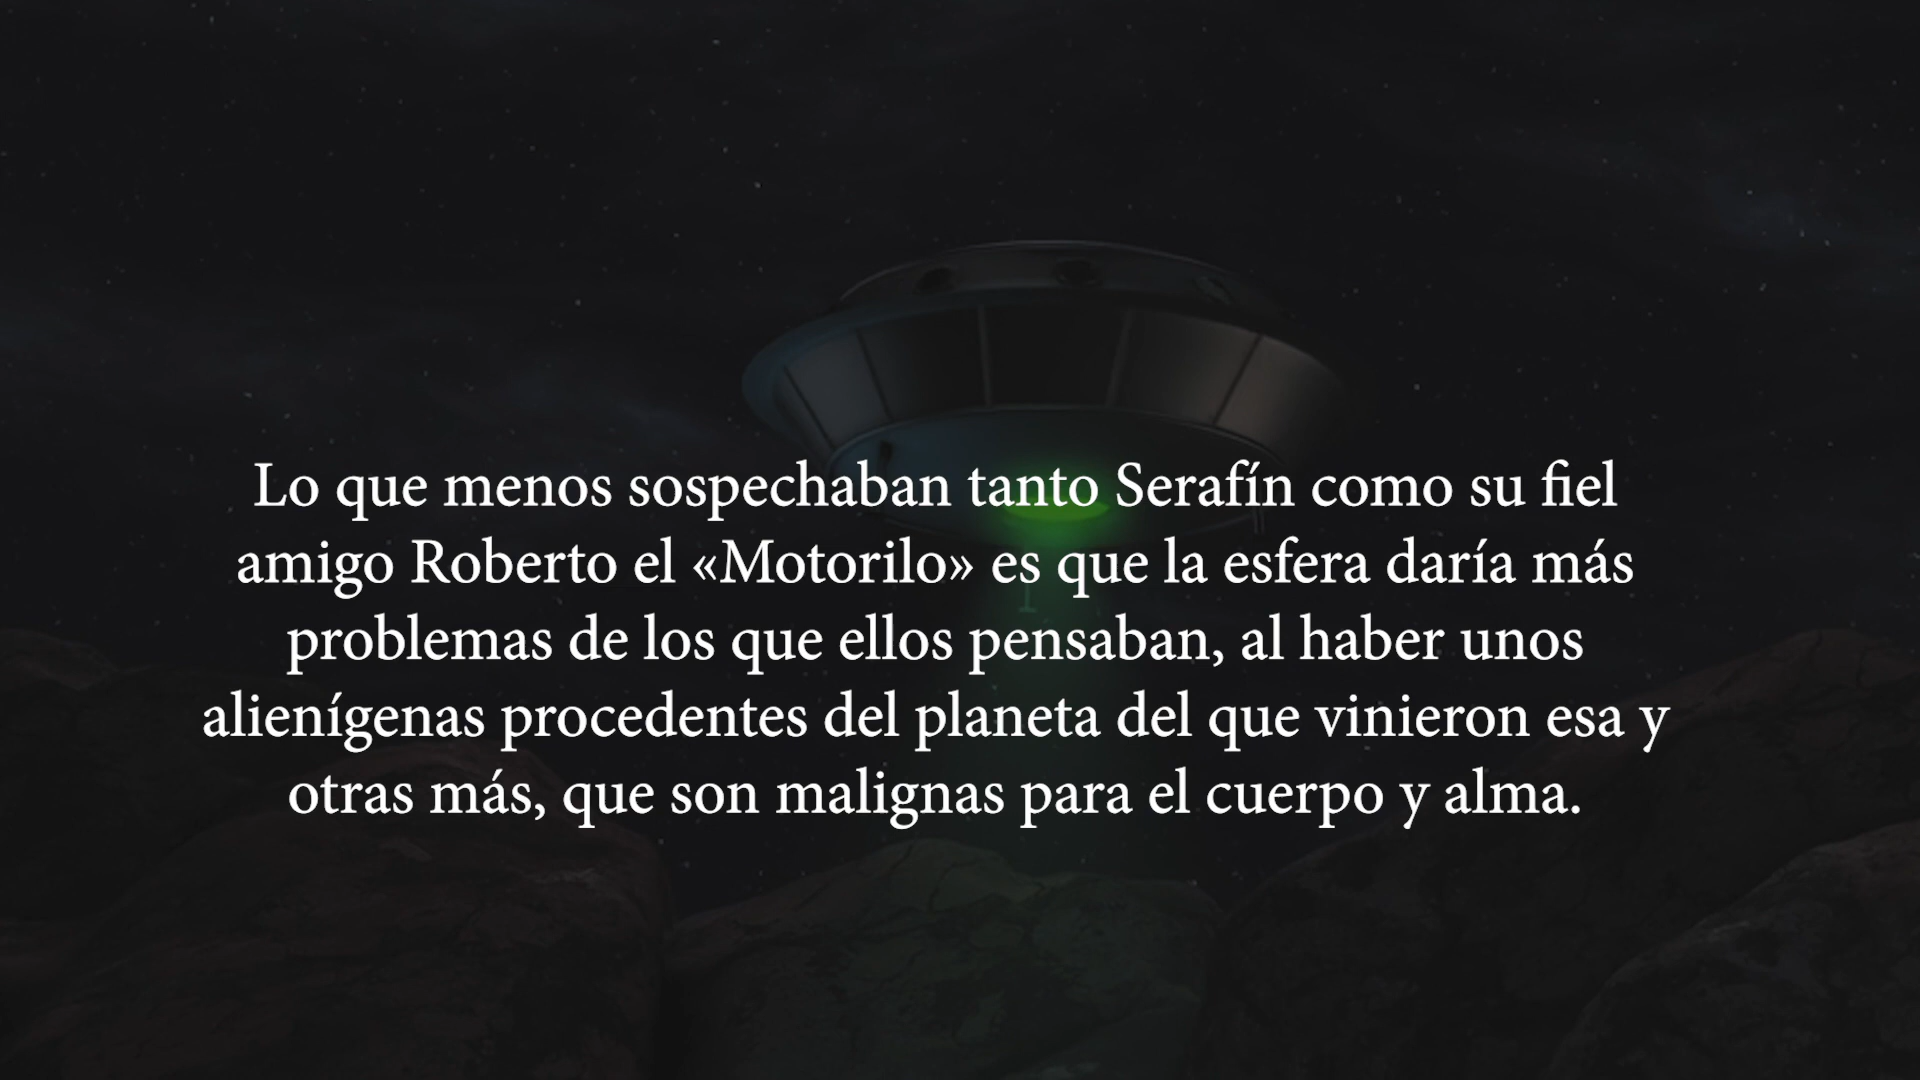 Lo que menos sospechaban tanto Serafín como su fiel
amigo Roberto el «Motorilo» es que la esfera daría más
problemas de los que ellos pensaban, al haber unos
alienígenas procedentes del planeta del que vinieron esa y
otras más, que son malignas para el cuerpo y alma.